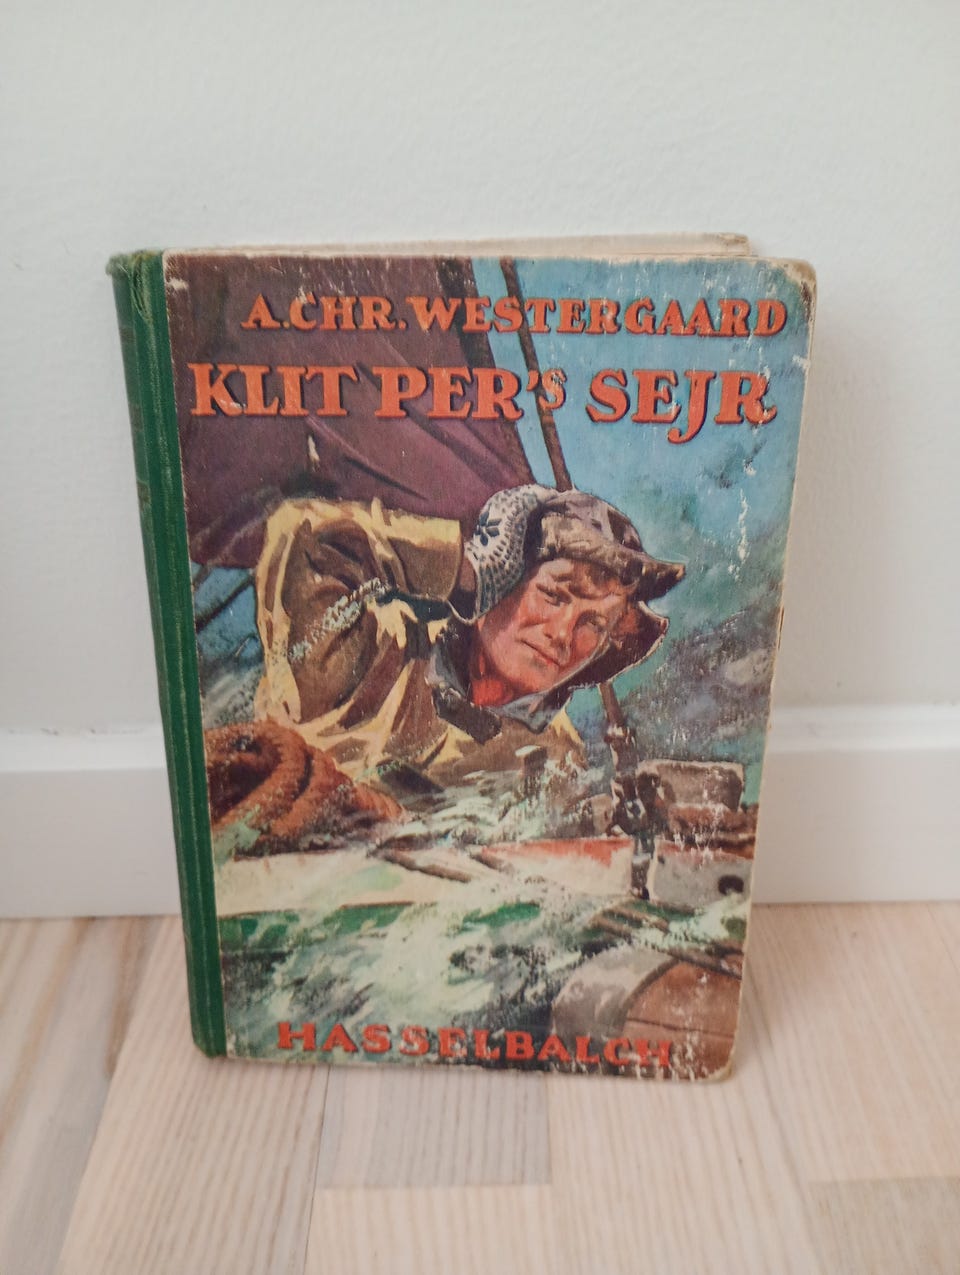 A. CHR. WESTERGAARD
KLIT PER'S SEJR
HASSELBALCH